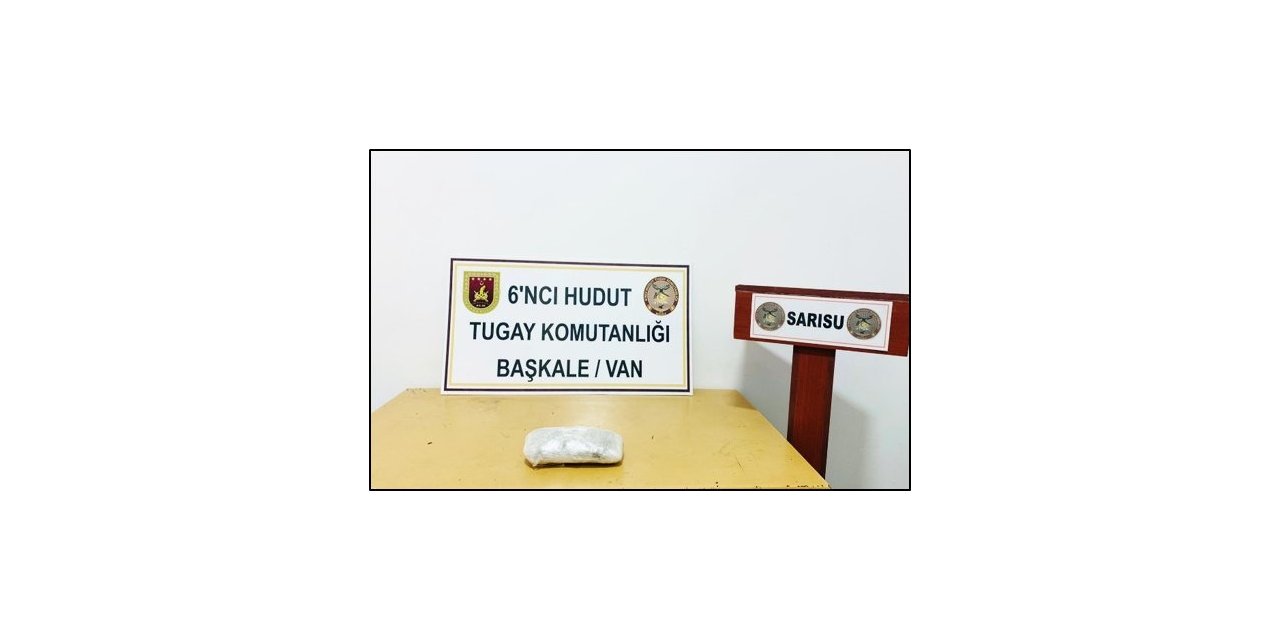 6'NCI HUDUT
TUGAY KOMUTANLIĞI
BAŞKALE / VAN
SARISU